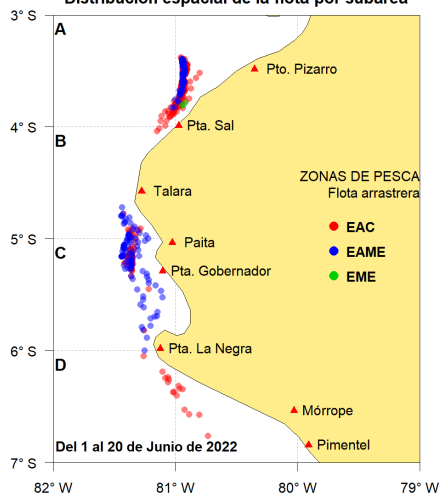 Distribución espacial de la flota por subárea
3° S
A
Pto. Pizarro
4° S
Pta. Sal
B
ZONAS DE PESCA
Talara
Flota arrastrera
EAC
5° S
Paita
C
EAME
Pta. Gobernador
EME
6° S
Pta. La Negra
D
Mórrope
Pimentel
Del 1 al 20 de Junio de 2022
7° S
82° W
81° W
80° W
79° W